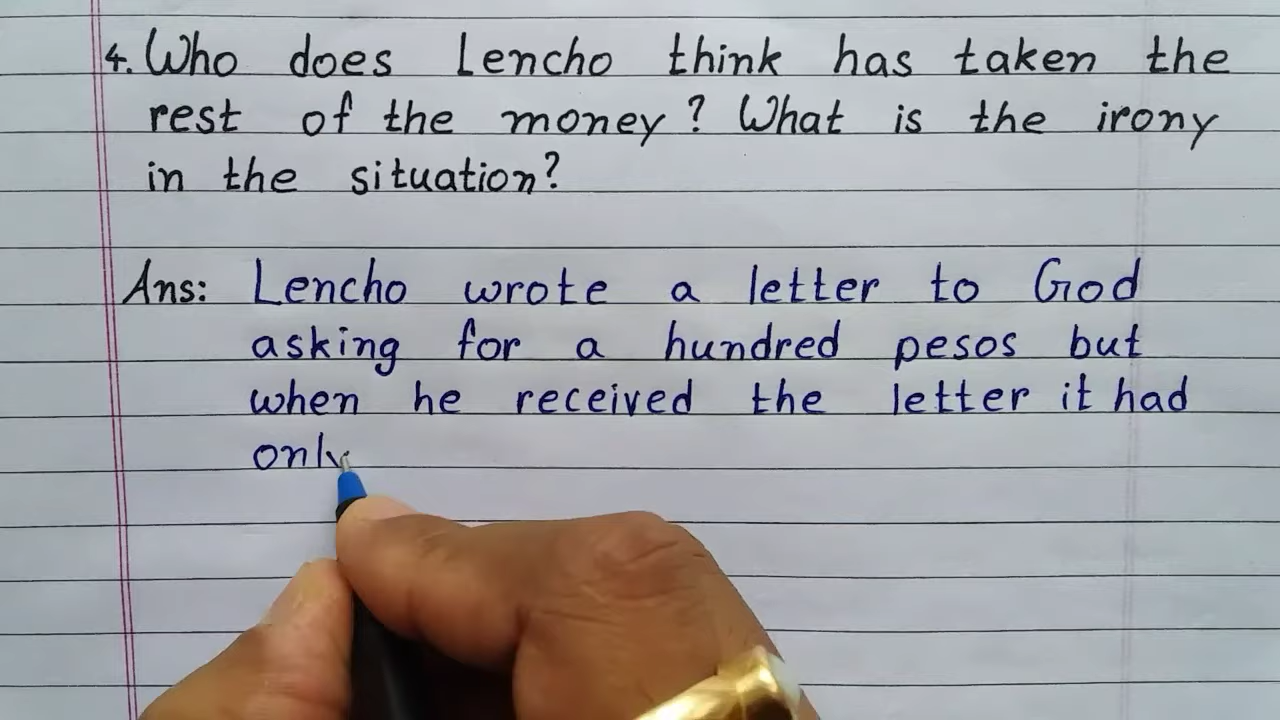 4. Who does Lencho think has taken the
rest of the money? What is the irony
in the situation?
Ans: Lencho wrote a letter to God
asking for a hundred pesos but
when he received the letter it had
only